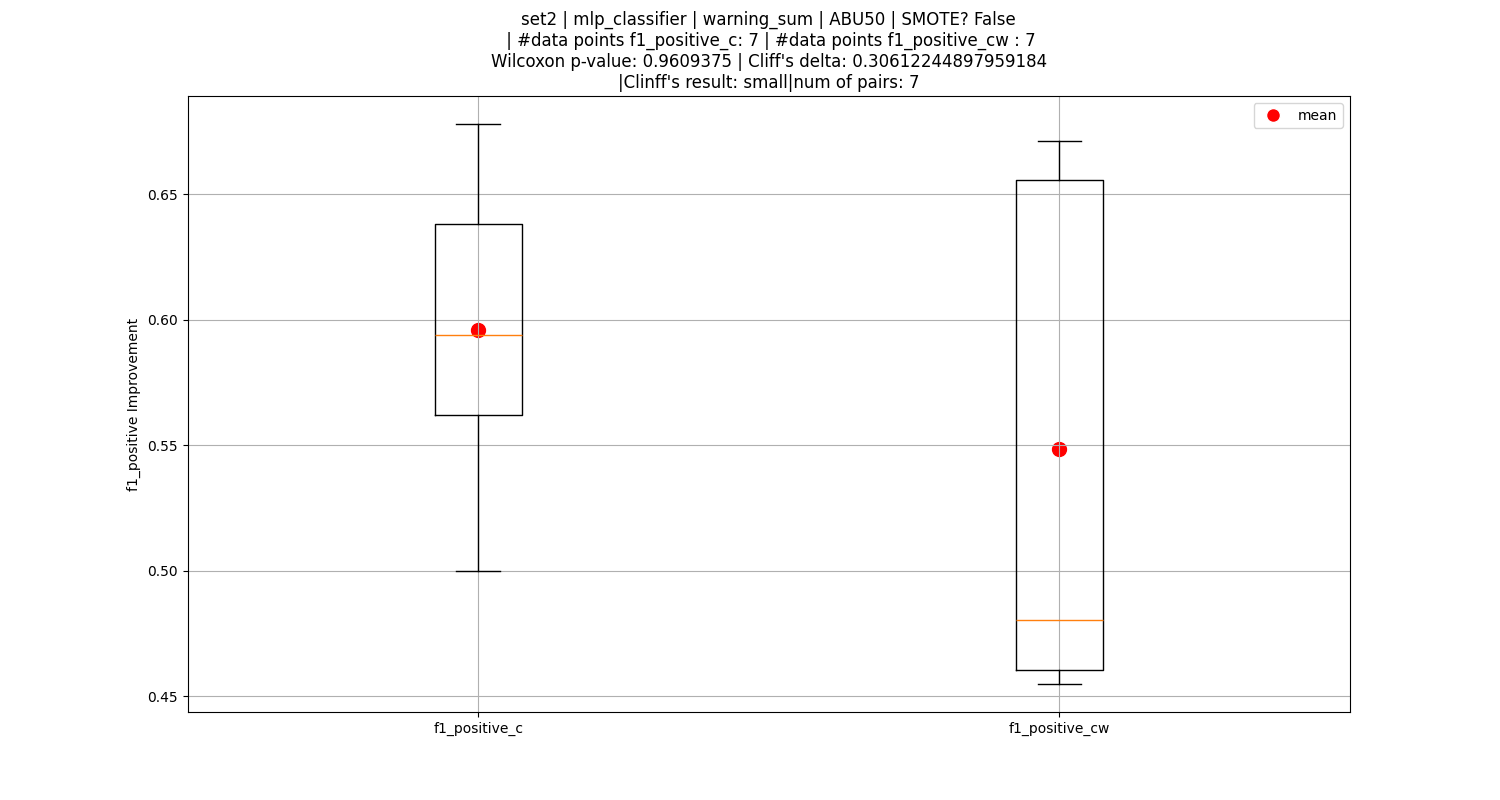 set2 | mlp_classifier | warning_sum | ABU50 | SMOTE? False
| #data points f1_positive_c: 7 | #data points f1_positive_cw : 7
Wilcoxon p-value: 0.9609375 | Cliff's delta: 0.30612244897959184
|Clinff's result: small|num of pairs: 7
mean
0.65
0.60
0.55
0.50
0.45
f1_positive Improvement
f1_positive_c
f1_positive_cw